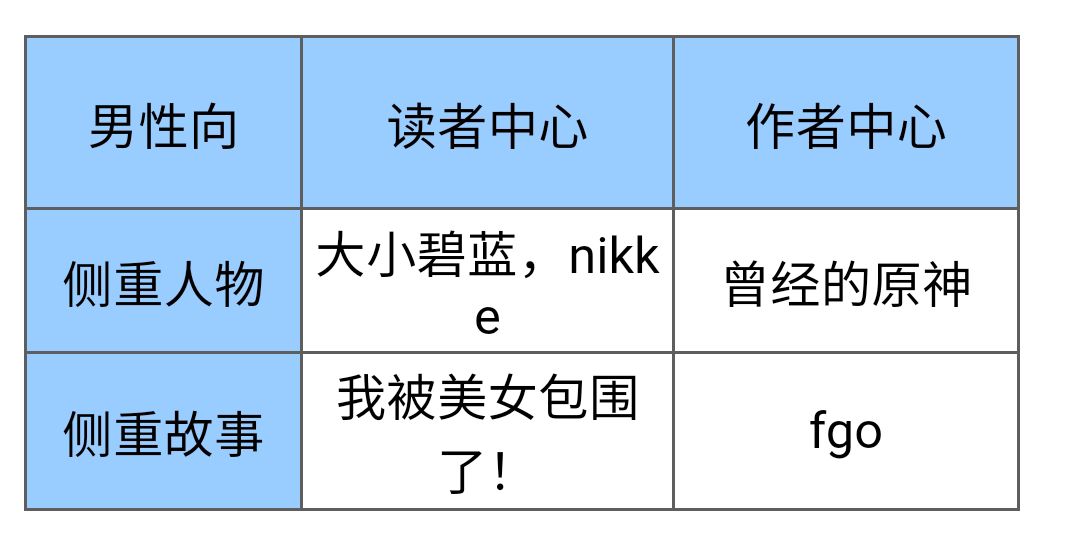 男性向
读者中心
作者中心
侧重人物
大小碧蓝，nikk
e
曾经的原神
侧重故事
我被美女包围
了！
fgo